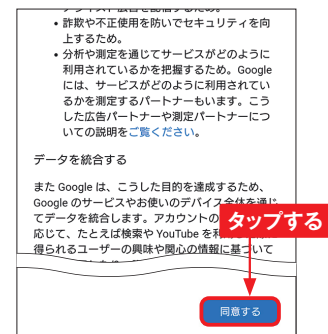 • 詐欺や不正使用を防いでセキュリティを向
上するため。
• 分析や測定を通じてサービスがどのように
利用されているかを把握するため。Google
には、サービスがどのように利用されてい
るかを測定するパートナーもいます。こう
した広告パートナーや測定パートナーにつ
いての説明をご覧ください。
データを統合する
また Google は、こうした目的を達成するため、
Google のサービスやお使いのデバイス全体を通じ
てデータを統合します。アカウントの
応じて、たとえば検索や YouTube を利
得られるユーザーの興味や関心の情報に基づいて
タップする
同意する